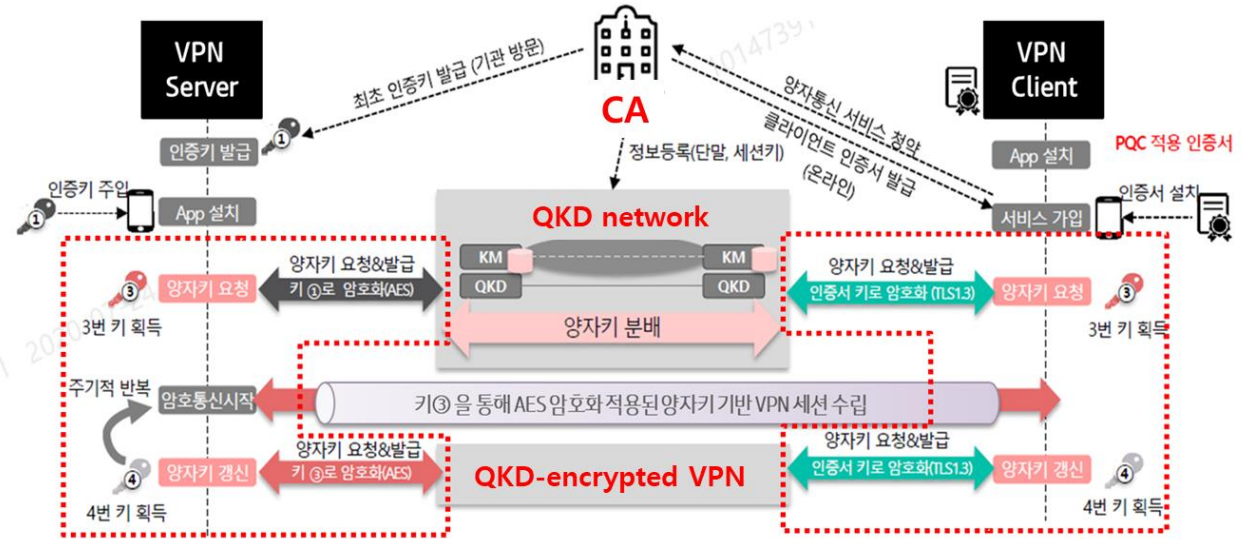 VPN
Server
CA
VPN
Client
최초 인증키 발급 (기관 방문)
양자통신 서비스 청약
클라이언트 인증서 발급
(온라인)
정보등록(단말, 세션키)
인증키 발급
①
App 설치
PQC 적용 인증서
인증키 주입
①
App 설치
서비스 가입
인증서 설치
QKD network
KM
KM
QKD
QKD
양자키 분배
③
양자키 요청
양자키 요청&발급
키 ①로 암호화(AES)
3번 키 획득
양자키 요청&발급
인증서 키로 암호화 (TLS1.3)
양자키 요청
③
3번 키 획득
주기적 반복
암호통신시작
키③ 을 통해 AES 암호화 적용된 양자키 기반 VPN 세션 수립
④
양자키 갱신
양자키 요청&발급
키 ③로 암호화(AES)
4번 키 획득
QKD-encrypted VPN
양자키 요청&발급
인증서 키로 암호화(TLS1.3)
양자키 갱신
④
4번 키 획득